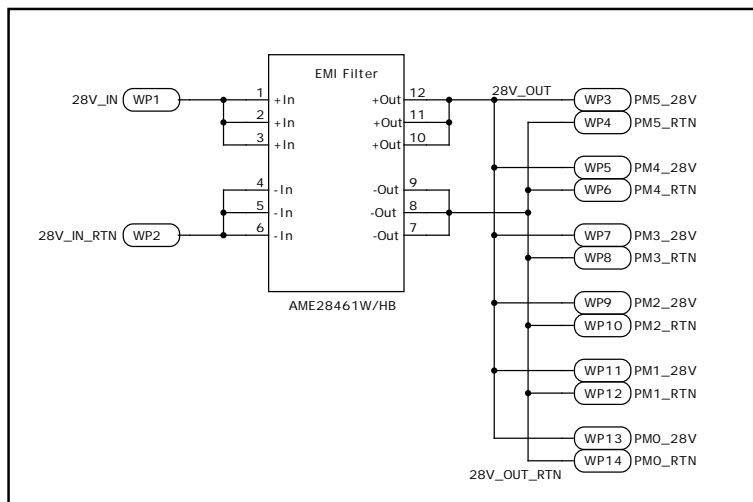 EMI Filter
28V_IN WP1 1 +In +Out 12 28V_OUT WP3 PM5_28V
2 +In +Out 11 WP4 PM5_RTN
3 +In +Out 10
WP5 PM4_28V
4 -In -Out 9 WP6 PM4_RTN
5 -In -Out 8
28V_IN_RTN WP2 6 -In -Out 7 WP7 PM3_28V
WP8 PM3_RTN
WP9 PM2_28V
AME28461W/HB
WP10 PM2_RTN
WP11 PM1_28V
WP12 PM1_RTN
WP13 PM0_28V
WP14 PM0_RTN
28V_OUT_RTN